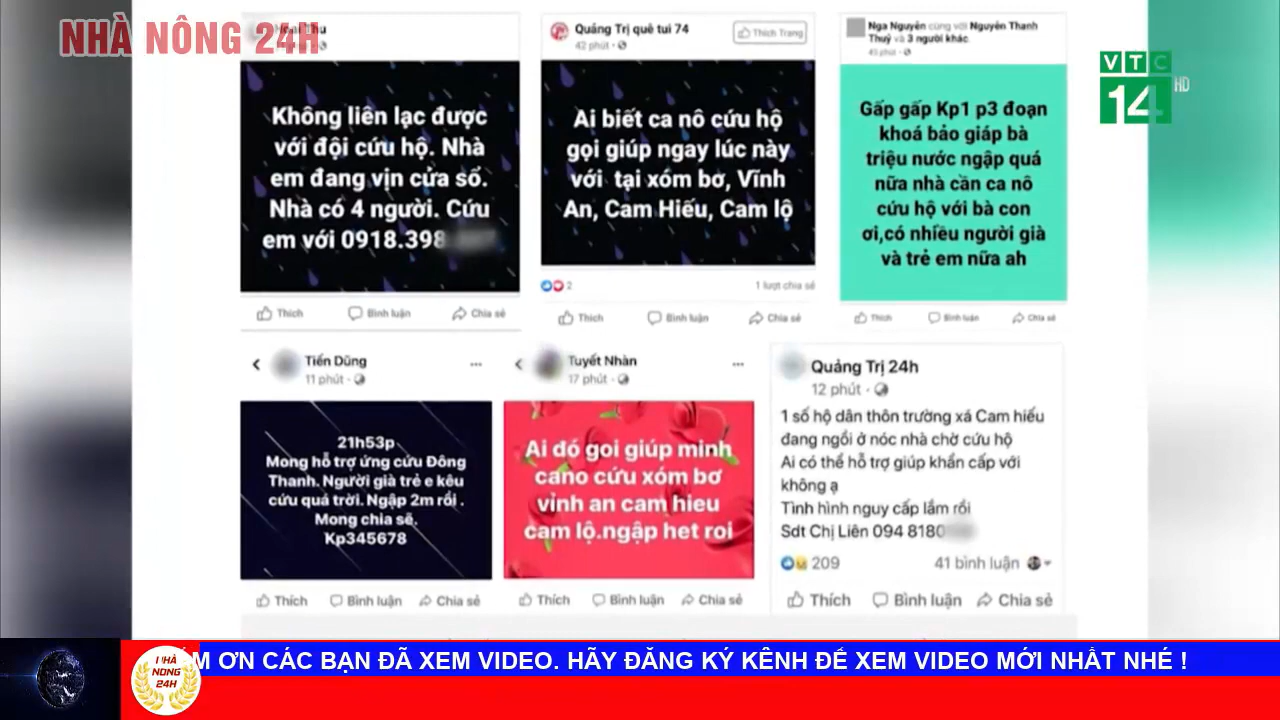 NHÀ NÔNG 24H
Thu
Không liên lạc được
với đội cứu hộ. Nhà
em đang vịn cửa sổ.
Nhà có 4 người. Cứu
em với 0918.398
Thích Bình luận Chia sẻ
Quảng Trị quê tui 74
42 phút
Thích Trang
Ai biết ca nô cứu hộ
gọi giúp ngay lúc này
với tại xóm bơ, Vĩnh
An, Cam Hiếu, Cam lộ
2
1 lượt chia sẻ
Thích Bình luận Chia sẻ
Nga Nguyên cùng với Nguyên Thanh
Thuỷ và 3 người khác.
45 phút
Gấp gấp Kp1 p3 đoạn
khoá bảo giáp bà
triệu nước ngập quá
nữa nhà cần ca nô
cứu hộ với bà con
ơi,có nhiều người già
và trẻ em nữa ah
Thích Bình luận Chia sẻ
VTC
14
HD
Tiến Dũng
11 phút
21h53p
Mong hỗ trợ ứng cứu Đông
Thanh. Người già trẻ e kêu
cứu quá trời. Ngập 2m rồi .
Mong chia sẽ.
Kp345678
Thích Bình luận Chia sẻ
Tuyết Nhàn
17 phút
Ai đó goi giúp minh
cano cứu xóm bơ
vỉnh an cam hieu
cam lộ.ngập het roi
Thích Bình luận Chia sẻ
Quảng Trị 24h
12 phút
1 số hộ dân thôn trường xá Cam hiếu
đang ngồi ở nóc nhà chờ cứu hộ
Ai có thể hỗ trợ giúp khẩn cấp với
không ạ
Tình hình nguy cấp lắm rồi
Sdt Chị Liên 094 8180
209
41 bình luận
Thích Bình luận Chia sẻ
NHÀ
NÔNG
24H
ÁM ƠN CÁC BẠN ĐÃ XEM VIDEO. HÃY ĐĂNG KÝ KÊNH ĐỂ XEM VIDEO MỚI NHẤT NHÉ !